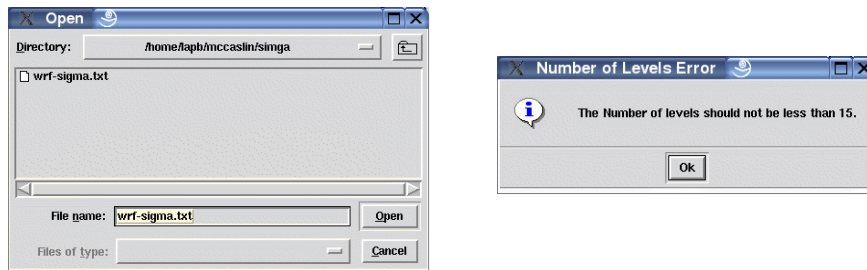 Open
Directory: /home/lapb/mccaslin/simga
wrf-sigma.txt
File name: wrf-sigma.txt Open
Files of type: Cancel
Number of Levels Error
The Number of levels should not be less than 15.
Ok